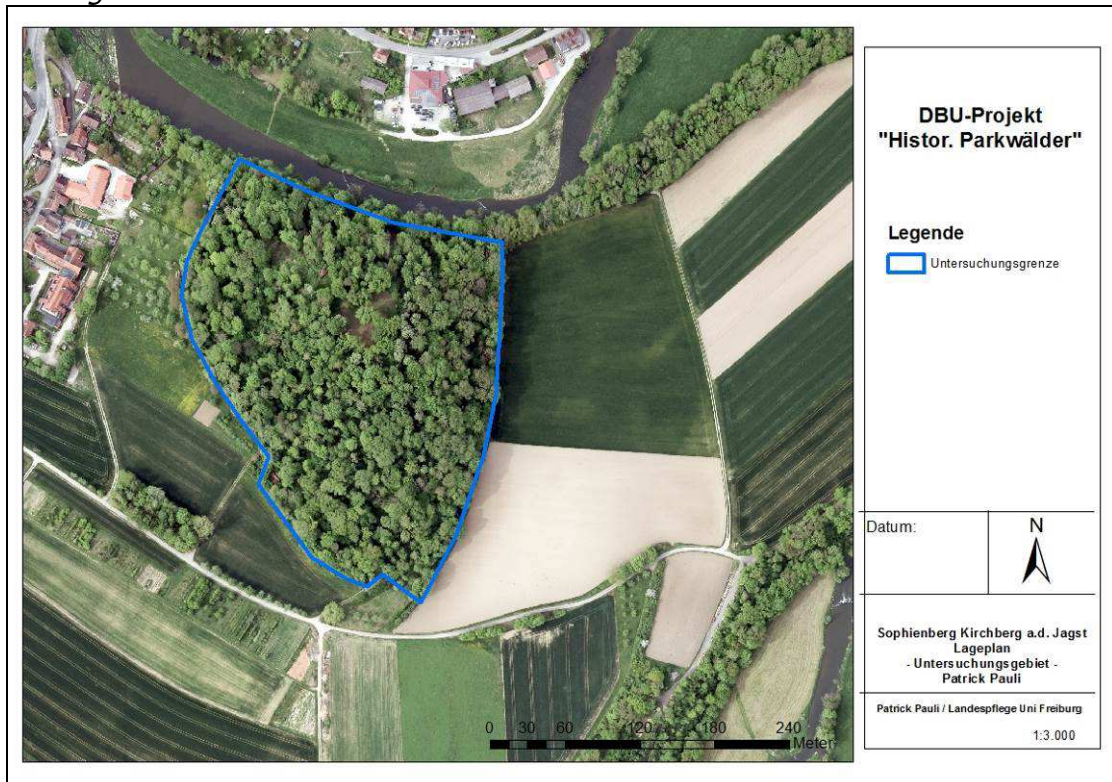 DBU-Projekt
"Histor. Parkwälder"
Legende
Untersuchungsgrenze
Datum:
N
Sophienberg Kirchberg a.d. Jagst
Lageplan
- Untersuchungsgebiet -
Patrick Pauli
Patrick Pauli / Landespflege Uni Freiburg
1:3.000
0 30 60 120 180 240
Meter